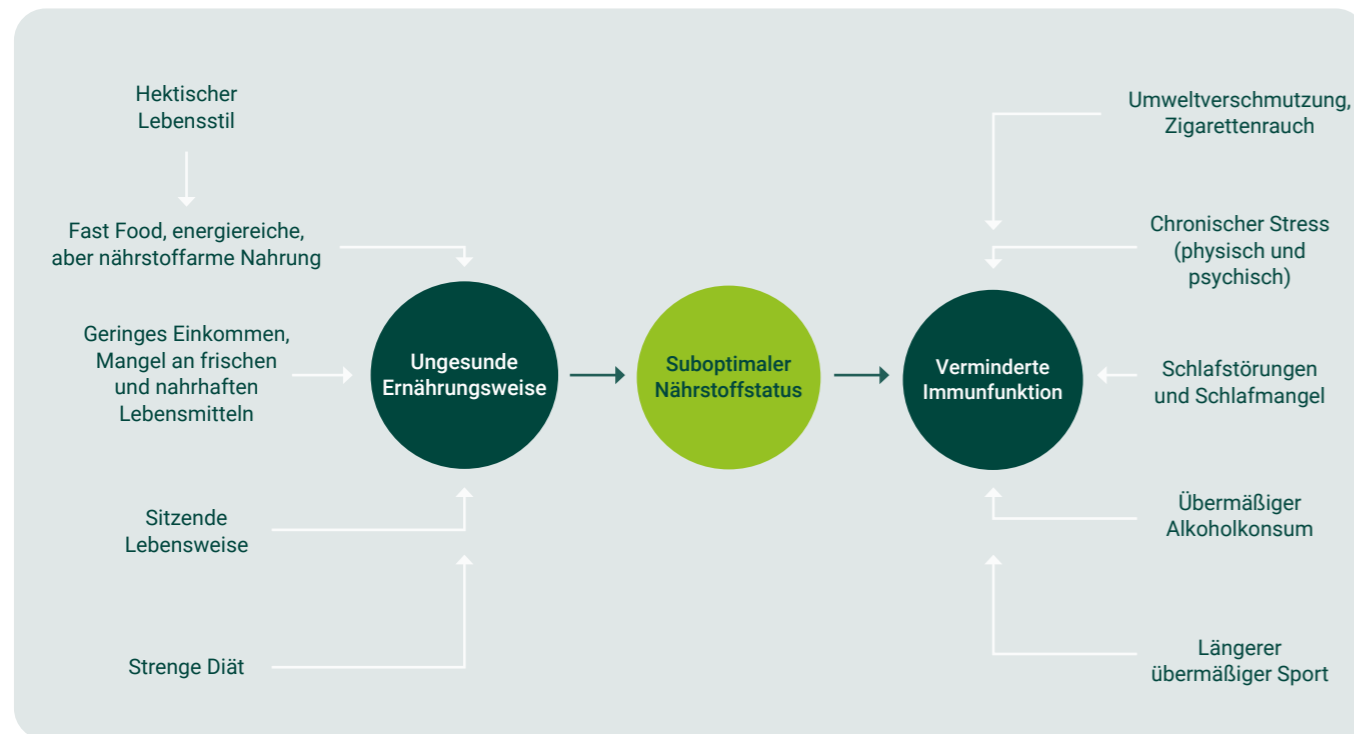 Hektischer
Lebensstil
Fast Food, energiereiche,
aber nährstoffarme Nahrung
Geringes Einkommen,
Mangel an frischen
und nahrhaften
Lebensmitteln
Sitzende
Lebensweise
Strenge Diät
Ungesunde
Ernährungsweise
Suboptimaler
Nährstoffstatus
Verminderte
Immunfunktion
Umweltverschmutzung,
Zigarettenrauch
Chronischer Stress
(physisch und
psychisch)
Schlafstörungen
und Schlafmangel
Übermäßiger
Alkoholkonsum
Längerer
übermäßiger Sport